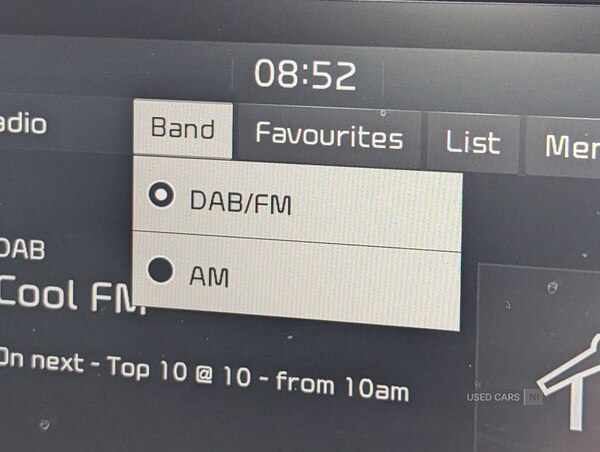 08:52
adio Band Favourites List Mer
DAB/FM
AM
DAB
Cool FM
On next - Top 10 @ 10 - from 10am
USED CARS NI